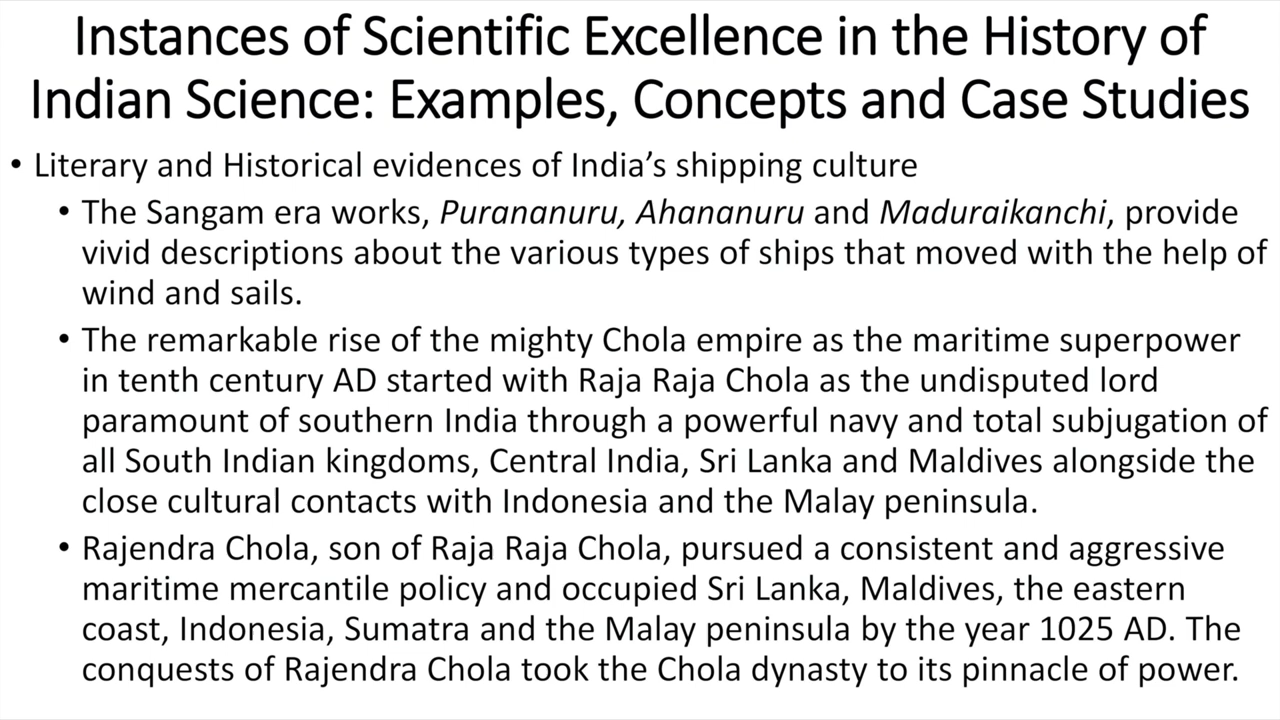 Instances of Scientific Excellence in the History of
Indian Science: Examples, Concepts and Case Studies
• Literary and Historical evidences of India’s shipping culture
• The Sangam era works, Purananuru, Ahananuru and Maduraikanchi, provide
vivid descriptions about the various types of ships that moved with the help of
wind and sails.
• The remarkable rise of the mighty Chola empire as the maritime superpower
in tenth century AD started with Raja Raja Chola as the undisputed lord
paramount of southern India through a powerful navy and total subjugation of
all South Indian kingdoms, Central India, Sri Lanka and Maldives alongside the
close cultural contacts with Indonesia and the Malay peninsula.
• Rajendra Chola, son of Raja Raja Chola, pursued a consistent and aggressive
maritime mercantile policy and occupied Sri Lanka, Maldives, the eastern
coast, Indonesia, Sumatra and the Malay peninsula by the year 1025 AD. The
conquests of Rajendra Chola took the Chola dynasty to its pinnacle of power.